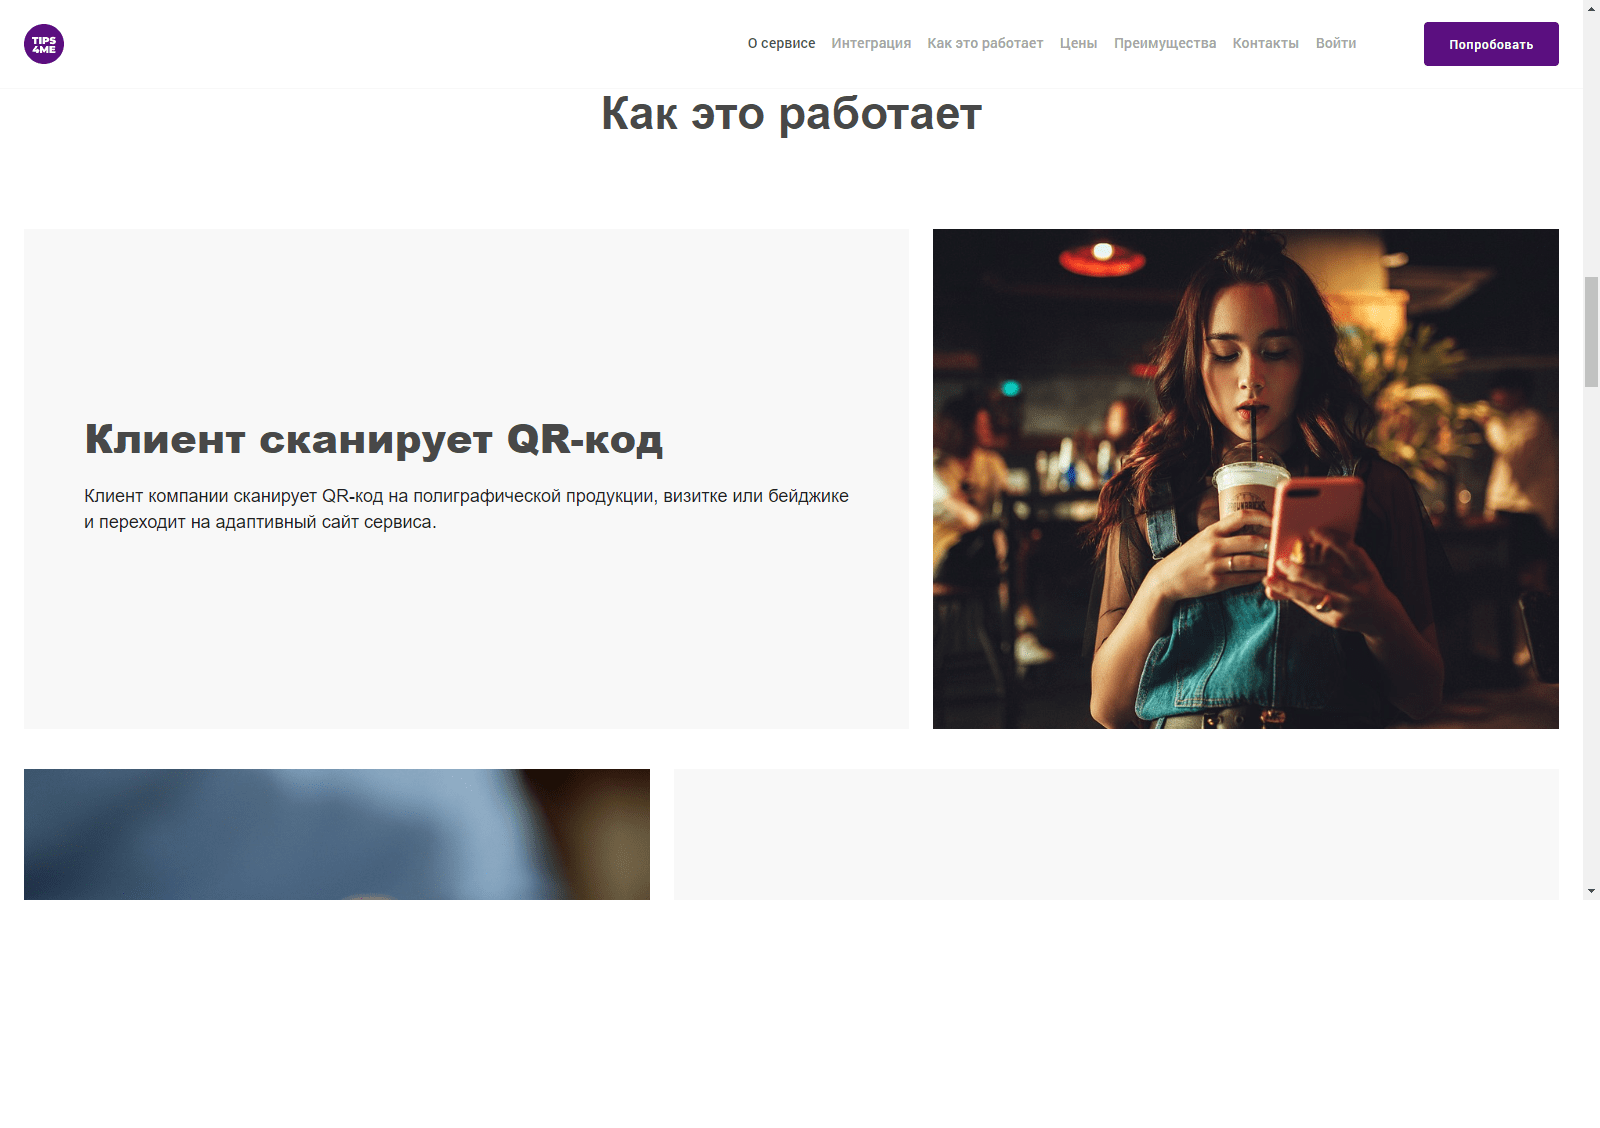 TIPS
4ME
О сервисе Интеграция Как это работает Цены Преимущества Контакты Войти Попробовать
Как это работает
Клиент сканирует QR-код
Клиент компании сканирует QR-код на полиграфической продукции, визитке или бейджике
и переходит на адаптивный сайт сервиса.